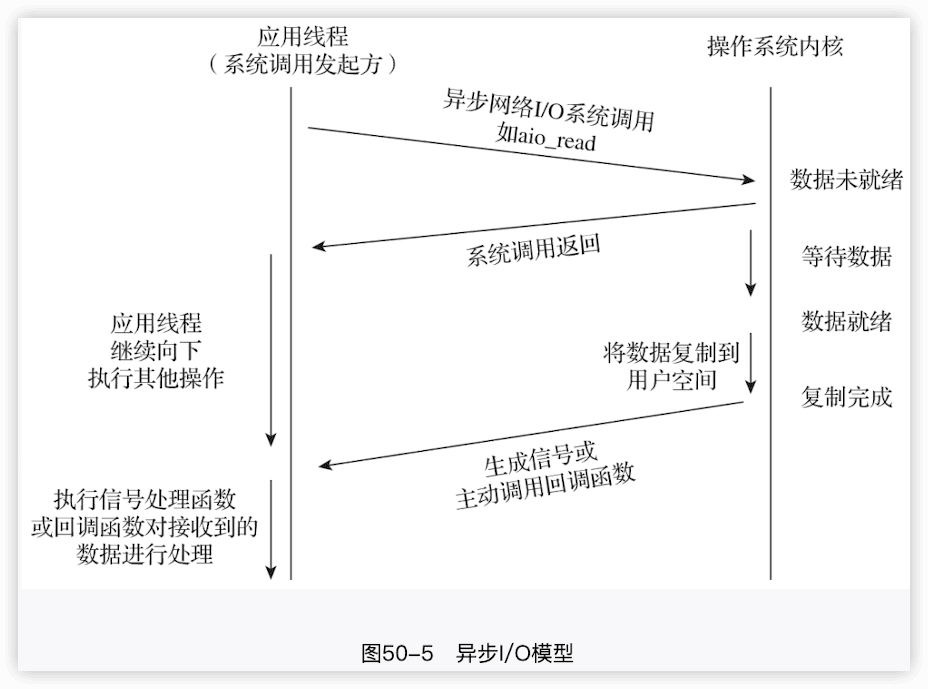 应用线程
（系统调用发起方）
操作系统内核
异步网络I/O系统调用
如aio_read
数据未就绪
系统调用返回
等待数据
应用线程
继续向下
执行其他操作
数据就绪
将数据复制到
用户空间
复制完成
生成信号或
主动调用回调函数
执行信号处理函数
或回调函数对接收到的
数据进行处理
图50-5 异步I/O模型